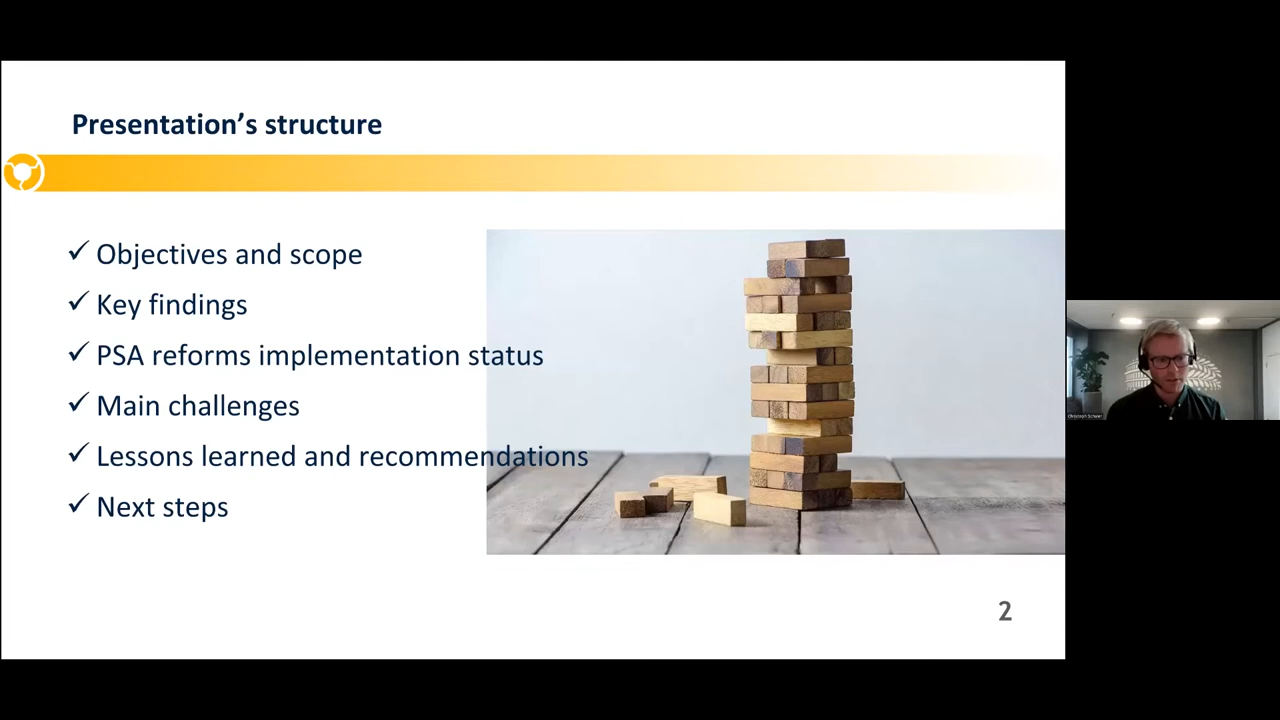 Presentation’s structure
✓ Objectives and scope
✓ Key findings
✓ PSA reforms implementation status
✓ Main challenges
✓ Lessons learned and recommendations
✓ Next steps
2